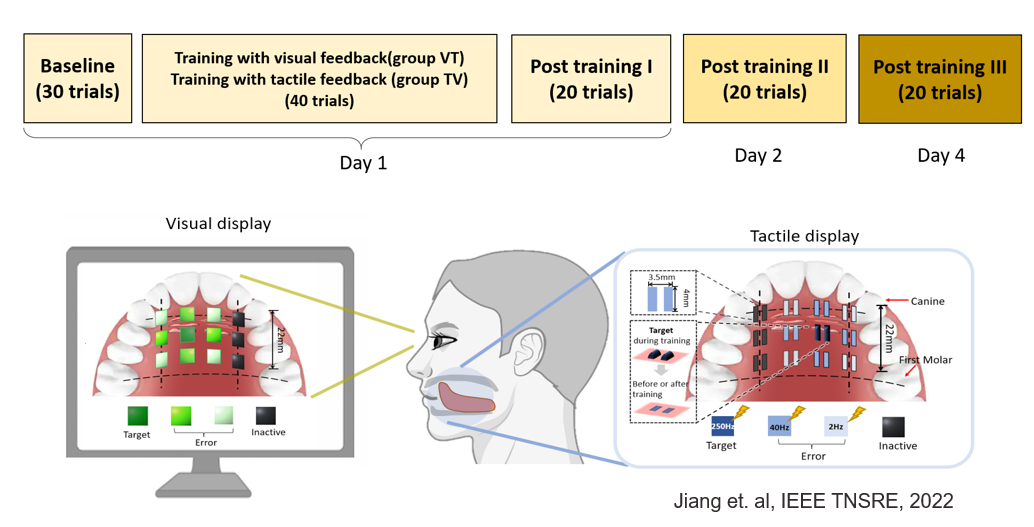 Baseline
(30 trials)
Training with visual feedback(group VT)
Training with tactile feedback (group TV)
(40 trials)
Post training I
(20 trials)
Post training II
(20 trials)
Post training III
(20 trials)
Day 1
Day 2
Day 4
Visual display
22mm
Target
Error
Inactive
Tactile display
3.5mm
4mm
Target
during training
Before or after
training
Canine
22mm
First Molar
250Hz
40Hz
2Hz
Target
Error
Inactive
Jiang et. al, IEEE TNSRE, 2022